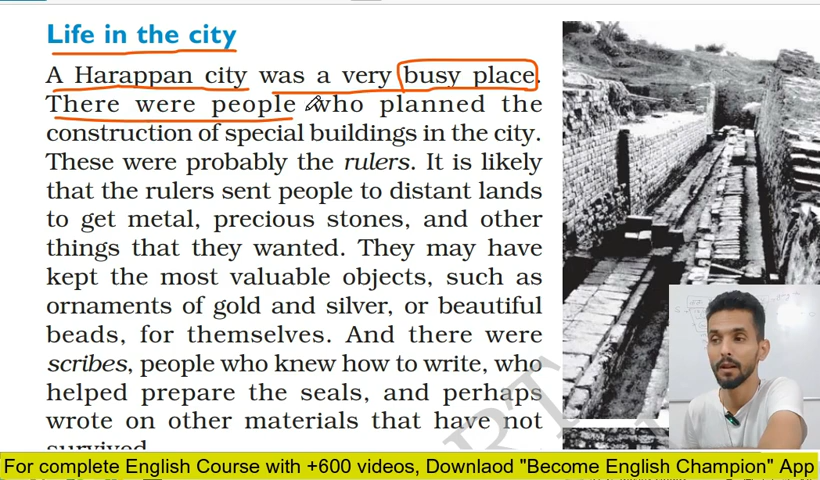 Life in the city
A Harappan city was a very busy place.
There were people who planned the
construction of special buildings in the city.
These were probably the rulers. It is likely
that the rulers sent people to distant lands
to get metal, precious stones, and other
things that they wanted. They may have
kept the most valuable objects, such as
ornaments of gold and silver, or beautiful
beads, for themselves. And there were
scribes, people who knew how to write, who
helped prepare the seals, and perhaps
wrote on other materials that have not
survived.
For complete English Course with +600 videos, Downlaod "Become English Champion" App